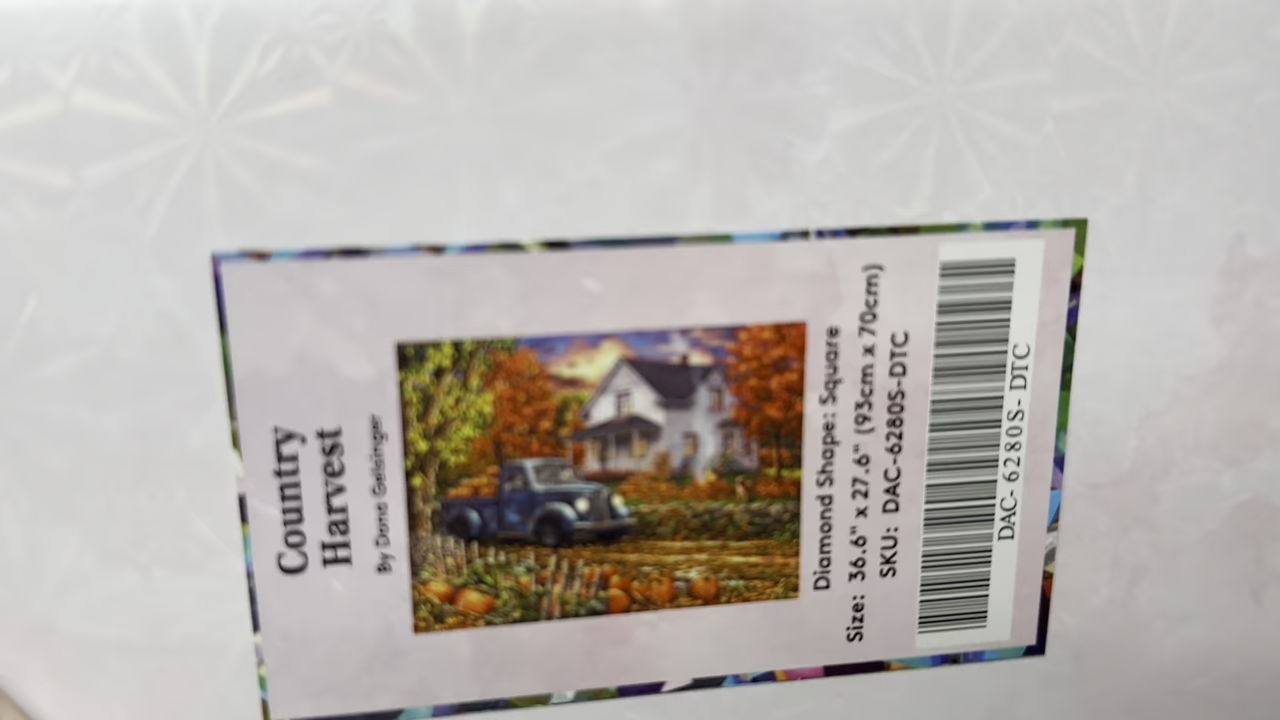 Country
Harvest
By Dona Gelsinger
Diamond Shape: Square
Size: 36.6" x 27.6" (93cm x 70cm)
SKU: DAC-6280S-DTC
DAC- 6280S- DTC